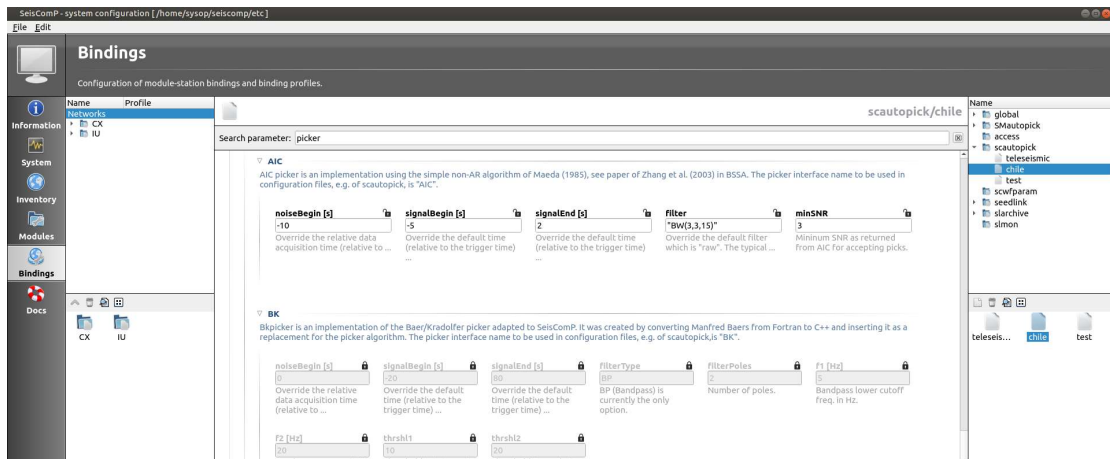 SeisComP - system configuration [ /home/sysop/seiscomp/etc ]
File Edit
Bindings
Configuration of module-station bindings and binding profiles.
Information
System
Inventory
Modules
Bindings
Docs
Name Profile
Networks
CX
IU
CX IU
scautopick/chile
Search parameter: picker
AIC
AIC picker is an implementation using the simple non-AR algorithm of Maeda (1985), see paper of Zhang et al. (2003) in BSSA. The picker interface name to be used in
configuration files, e.g. of scautopick, is "AIC".
noiseBegin [s] signalBegin [s] signalEnd [s] filter minSNR
-10 -5 2 "BW(3,3,15)" 3
Override the relative data Override the default time Override the default time Override the default filter Mininum SNR as returned
acquisition time (relative to ... (relative to the trigger time) (relative to the trigger time) which is "raw". The typical ... from AIC for accepting picks.
... ...
BK
Bkpicker is an implementation of the Baer/Kradolfer picker adapted to SeisComP. It was created by converting Manfred Baers from Fortran to C++ and inserting it as a
replacement for the picker algorithm. The picker interface name to be used in configuration files, e.g. of scautopick,is "BK".
noiseBegin [s] signalBegin [s] signalEnd [s] filterType filterPoles f1 [Hz]
0 -20 80 BP 2 5
Override the relative Override the default Override the default BP (Bandpass) is Number of poles. Bandpass lower cutoff
data acquisition time time (relative to the time (relative to the currently the only freq. in Hz.
(relative to ... trigger time) ... trigger time) ... option.
f2 [Hz] thrshl1 thrshl2
20 10 20
Name
global
SMautopick
access
scautopick
teleseismic
chile
test
scwfparam
seedlink
slarchive
slmon
teleseis... chile test